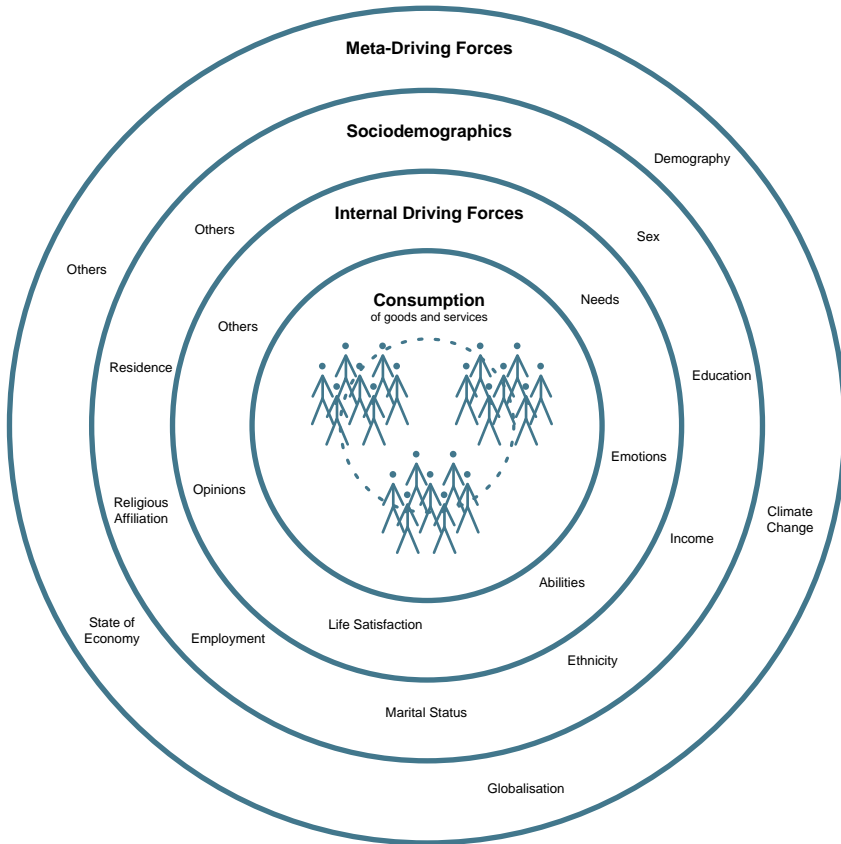 Meta-Driving Forces
Sociodemographics
Demography
Internal Driving Forces
Others
Sex
Others
Consumption
of goods and services
Needs
Others
Residence
Education
Emotions
Opinions
Religious
Affiliation
Climate
Change
Income
Abilities
State of
Economy
Life Satisfaction
Employment
Ethnicity
Marital Status
Globalisation